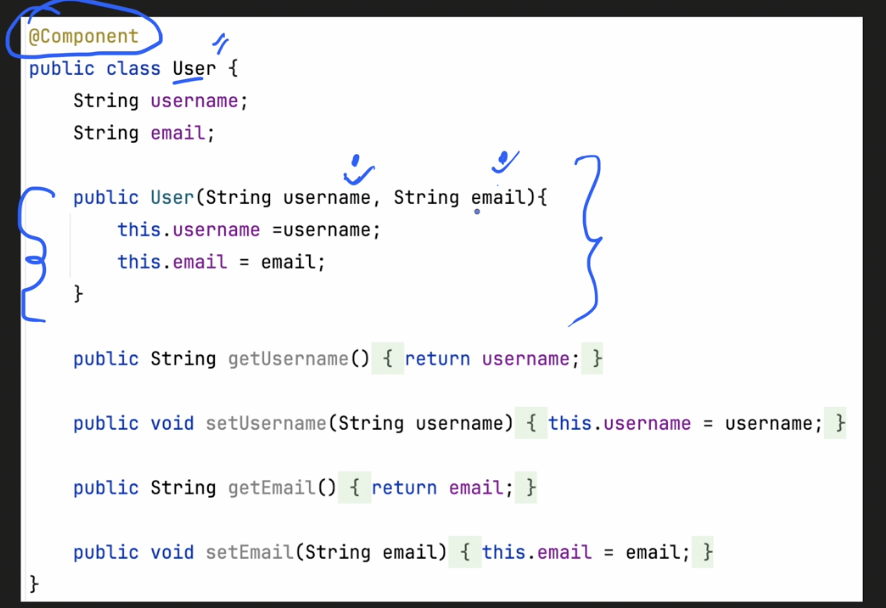 @Component
public class User {
String username;
String email;
public User(String username, String email){
this.username =username;
this.email = email;
}
public String getUsername() { return username; }
public void setUsername(String username) { this.username = username; }
public String getEmail() { return email; }
public void setEmail(String email) { this.email = email; }
}